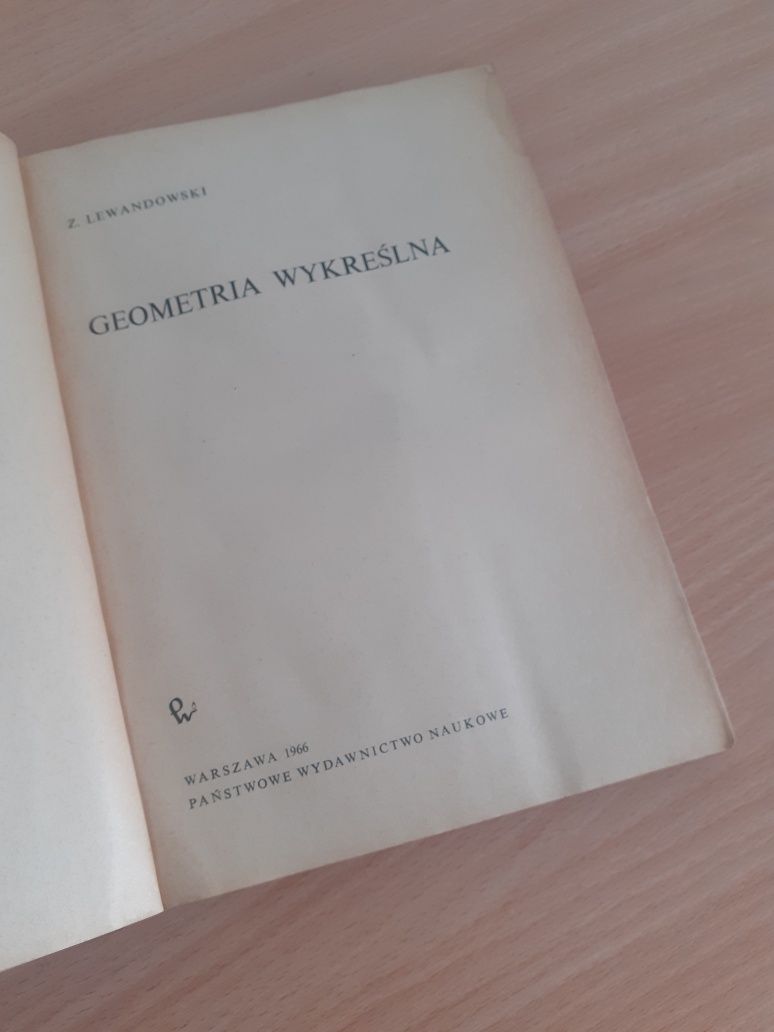 Z. LEWANDOWSKI
GEOMETRIA WYKREŚLNA
WARSZAWA 1966
PAŃSTWOWE WYDAWNICTWO NAUKOWE